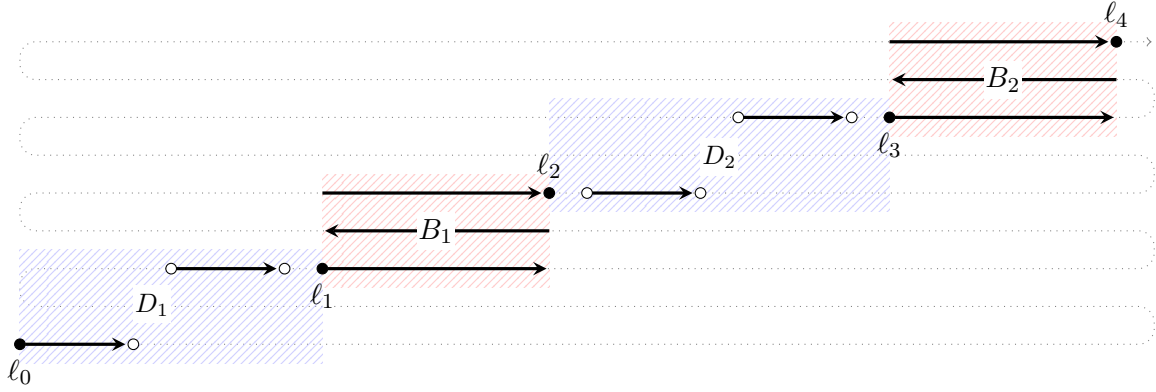 ℓ₄
B₂
ℓ₃
D₂
ℓ₂
B₁
ℓ₁
D₁
ℓ₀